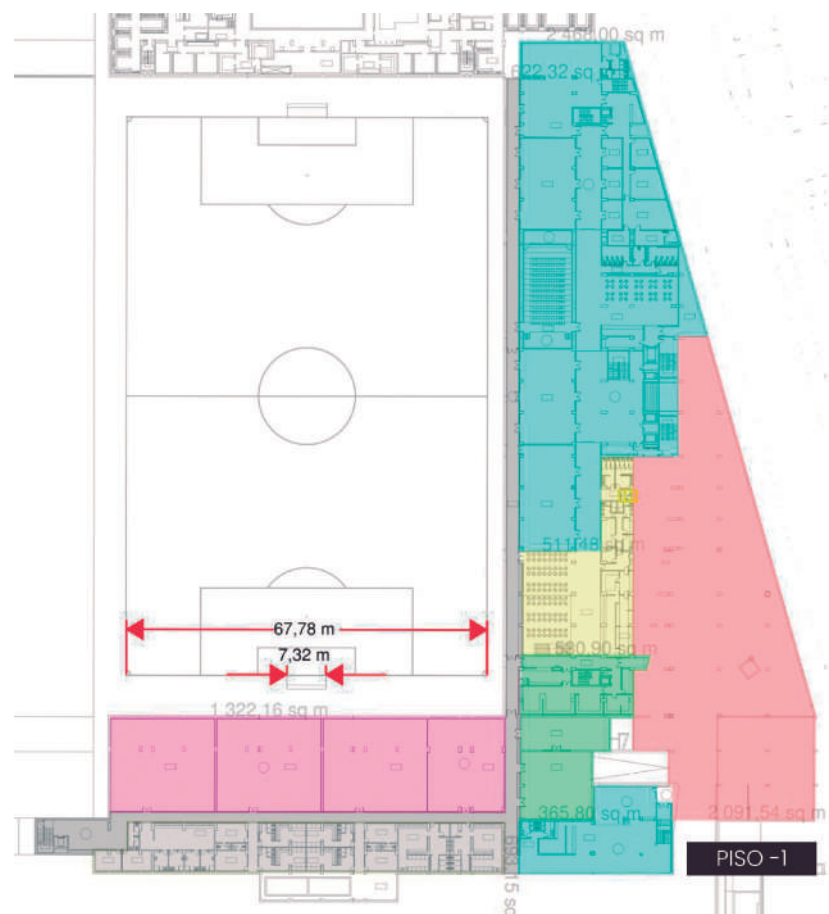 2 468,00 sq m
622,32 sq m
511,48 sq m
67,78 m
7,32 m
580,90 sq m
1 322,16 sq m
365,80 sq m
2 091,54 sq m
PISO -1